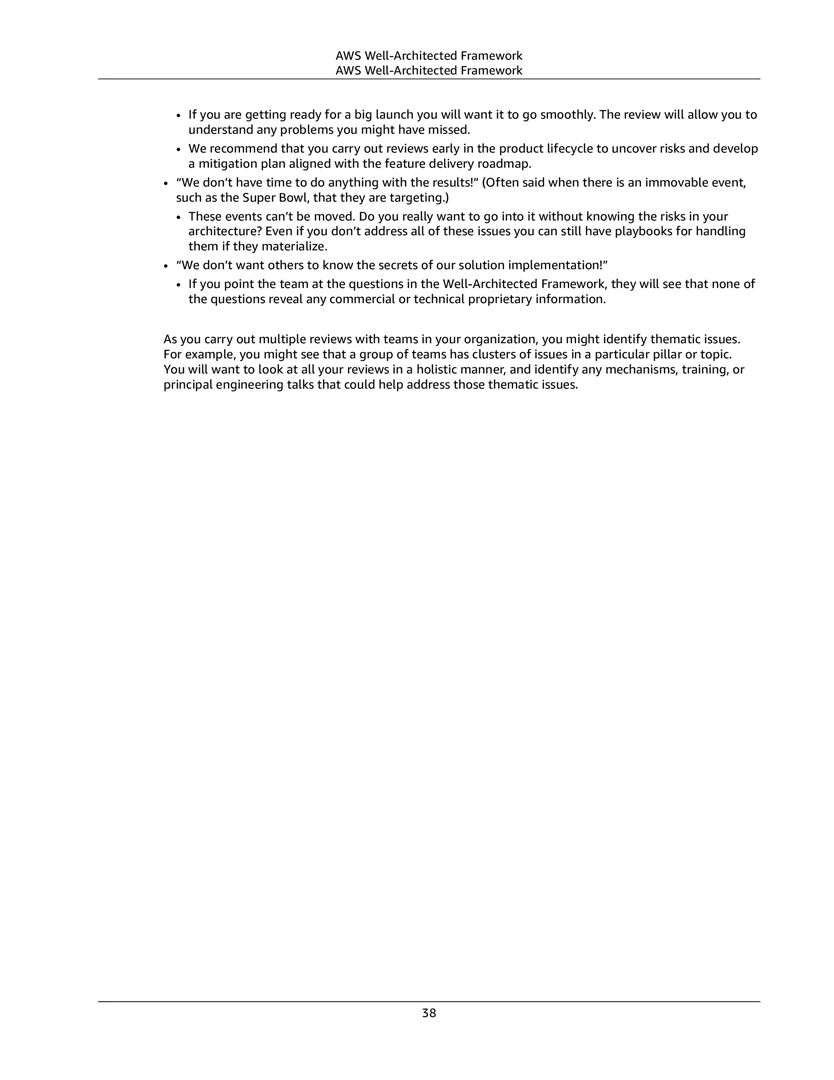 AWS Well-Architected Framework
AWS Well-Architected Framework
• If you are getting ready for a big launch you will want it to go smoothly. The review will allow you to
understand any problems you might have missed.
• We recommend that you carry out reviews early in the product lifecycle to uncover risks and develop
a mitigation plan aligned with the feature delivery roadmap.
• “We don’t have time to do anything with the results!” (Often said when there is an immovable event,
such as the Super Bowl, that they are targeting.)
• These events can’t be moved. Do you really want to go into it without knowing the risks in your
architecture? Even if you don’t address all of these issues you can still have playbooks for handling
them if they materialize.
• “We don’t want others to know the secrets of our solution implementation!”
• If you point the team at the questions in the Well-Architected Framework, they will see that none of
the questions reveal any commercial or technical proprietary information.
As you carry out multiple reviews with teams in your organization, you might identify thematic issues.
For example, you might see that a group of teams has clusters of issues in a particular pillar or topic.
You will want to look at all your reviews in a holistic manner, and identify any mechanisms, training, or
principal engineering talks that could help address those thematic issues.
38